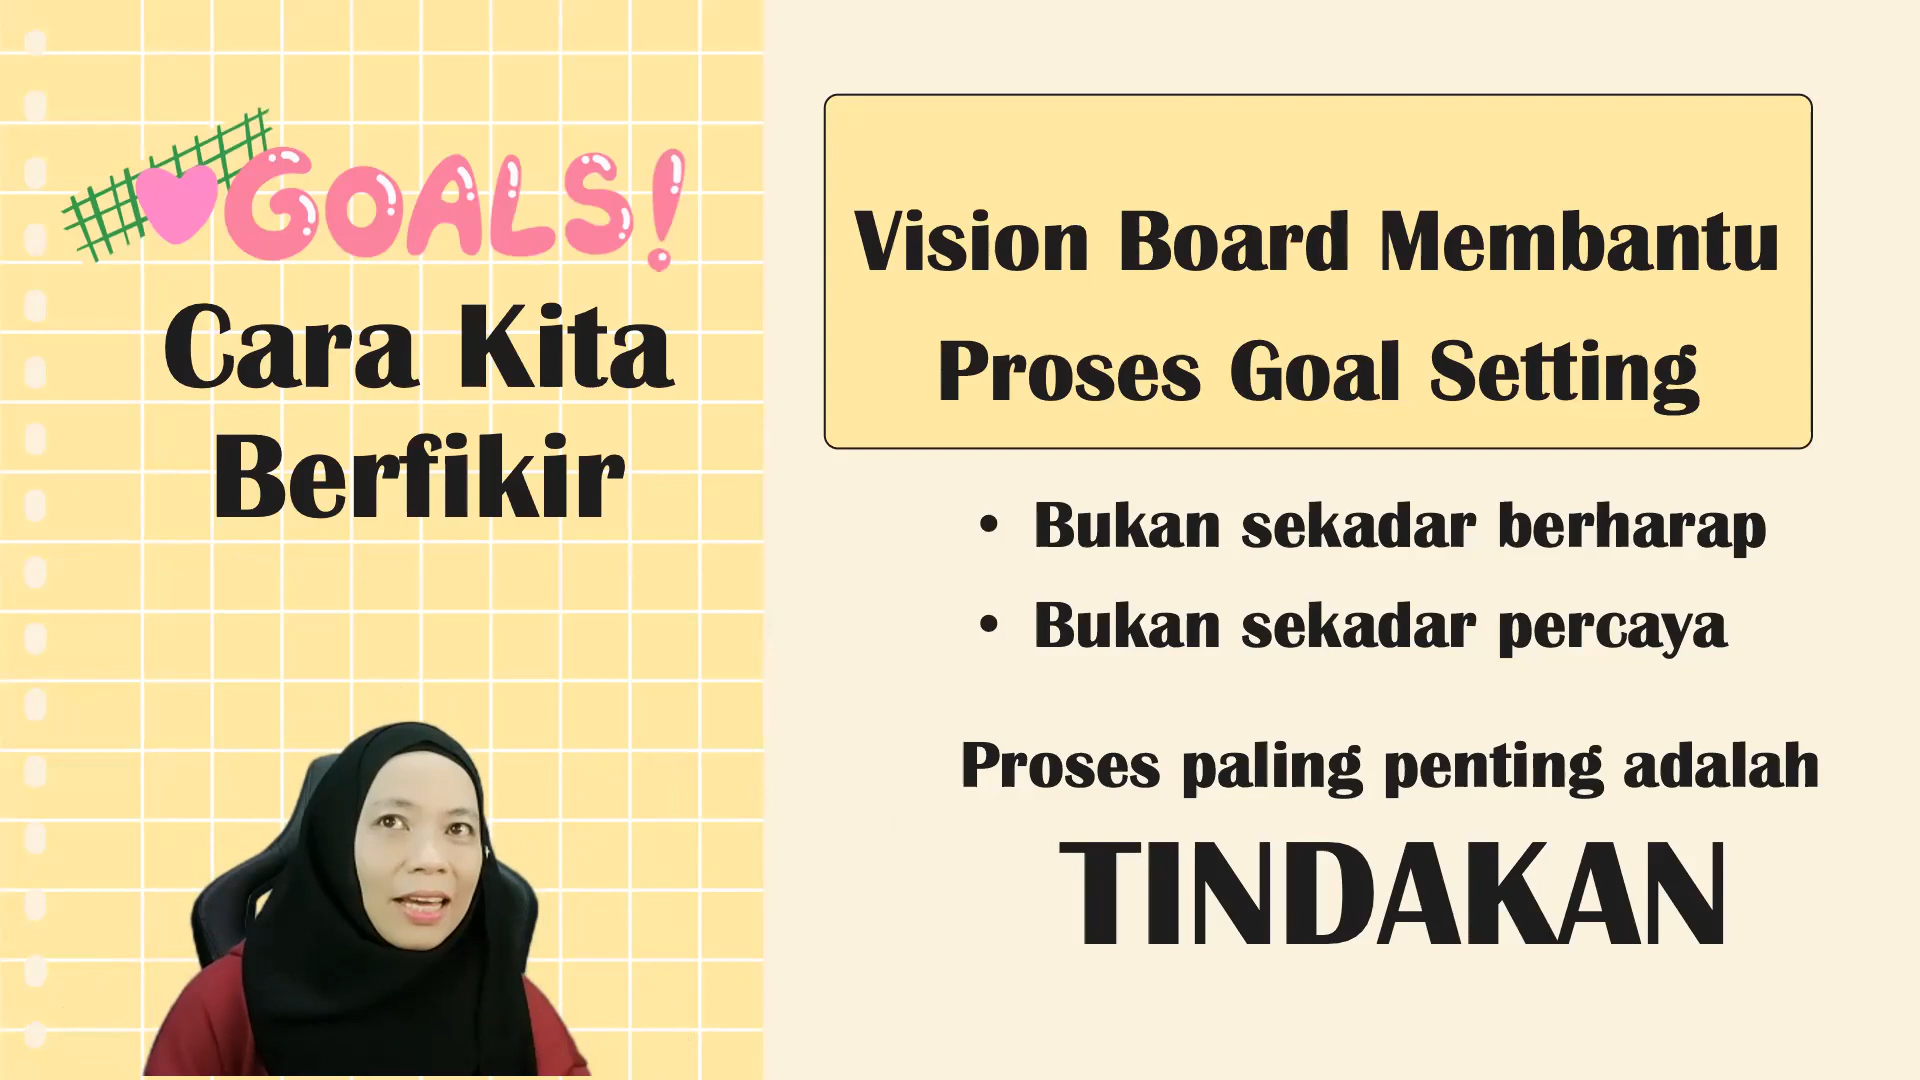 GOALS!
Cara Kita
Berfikir
Vision Board Membantu
Proses Goal Setting
• Bukan sekadar berharap
• Bukan sekadar percaya
Proses paling penting adalah
TINDAKAN